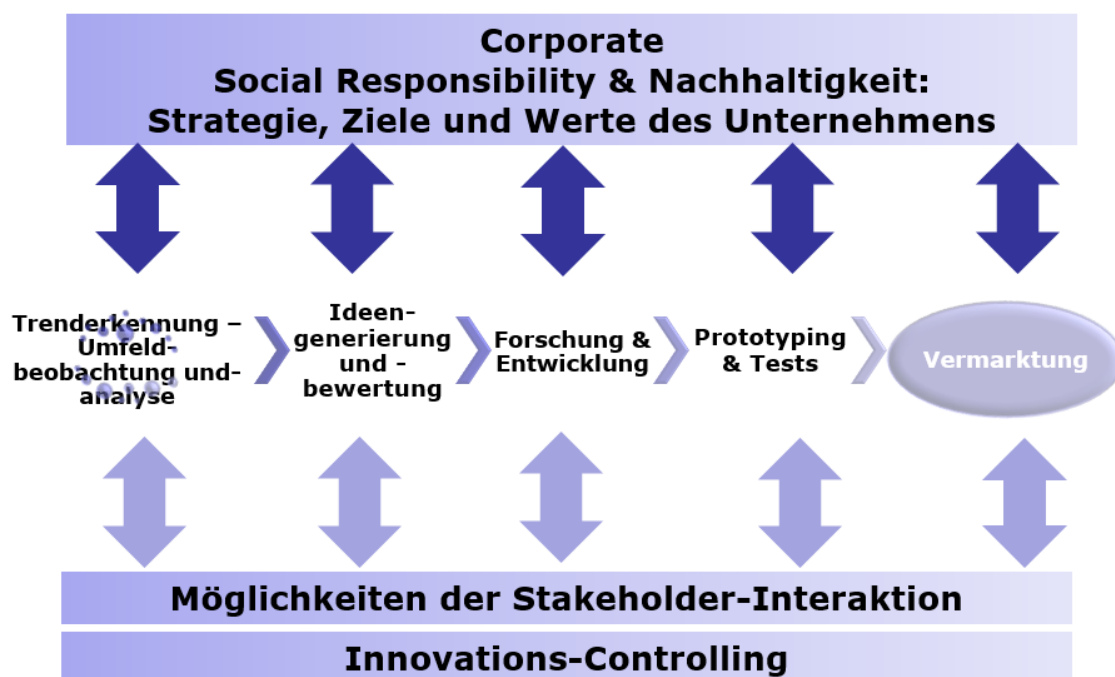 Corporate
Social Responsibility & Nachhaltigkeit:
Strategie, Ziele und Werte des Unternehmens
Trenderkennung –
Umfeld-
beobachtung und-
analyse
Ideen-
generierung
und -
bewertung
Forschung &
Entwicklung
Prototyping
& Tests
Vermarktung
Möglichkeiten der Stakeholder-Interaktion
Innovations-Controlling